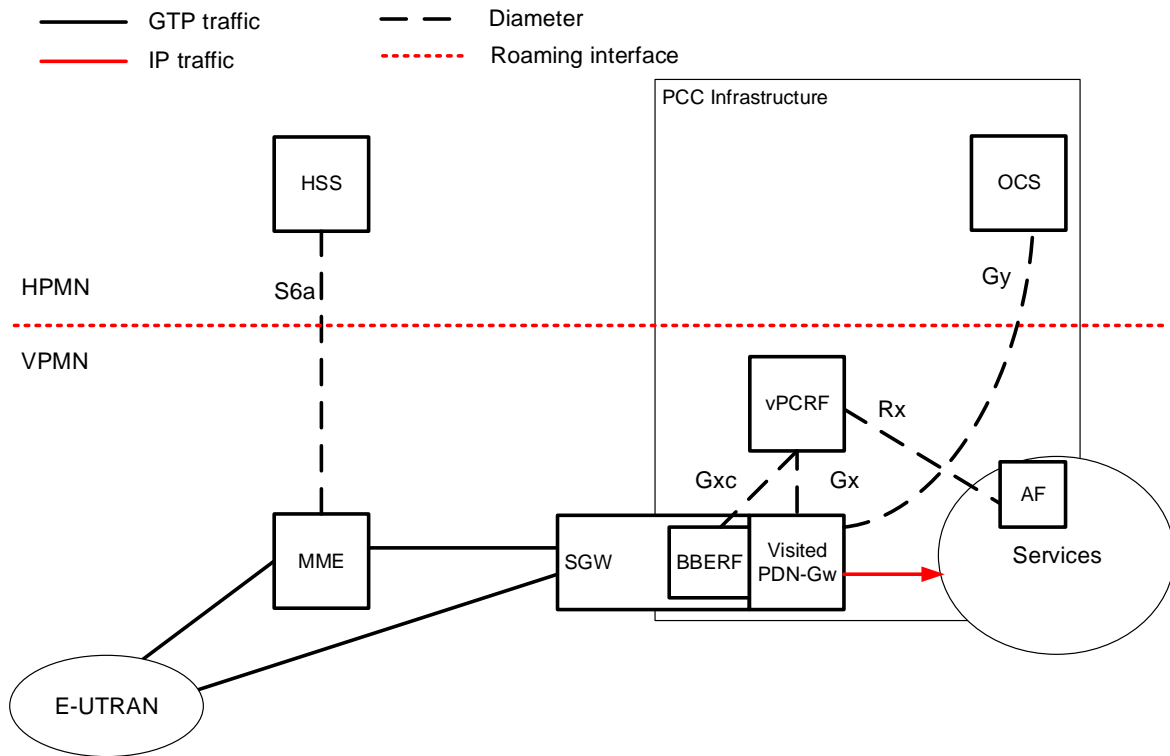 GTP traffic
Diameter
IP traffic
Roaming interface
PCC Infrastructure
HSS
OCS
HPMN
S6a
Gy
VPMN
vPCRF
Rx
Gxc
Gx
AF
MME
SGW
BBERF
Visited
PDN-Gw
Services
E-UTRAN